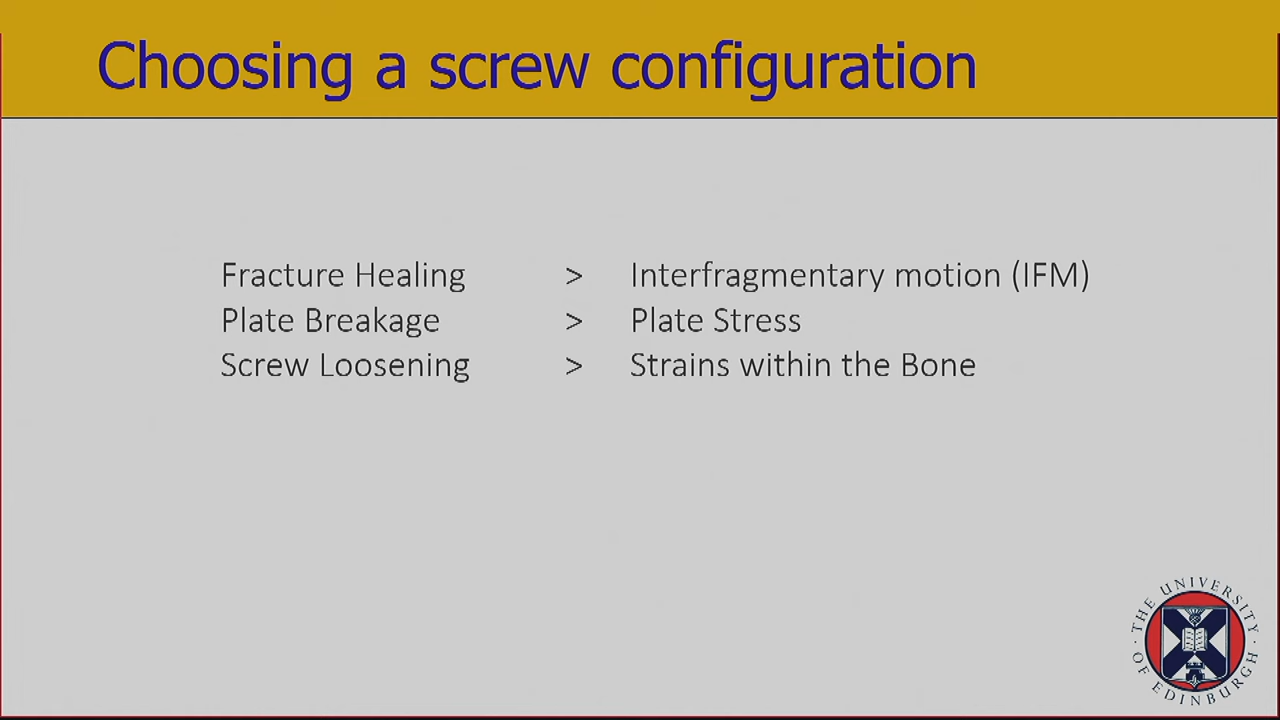 Choosing a screw configuration
Fracture Healing > Interfragmentary motion (IFM)
Plate Breakage > Plate Stress
Screw Loosening > Strains within the Bone
THE UNIVERSITY
OF EDINBURGH